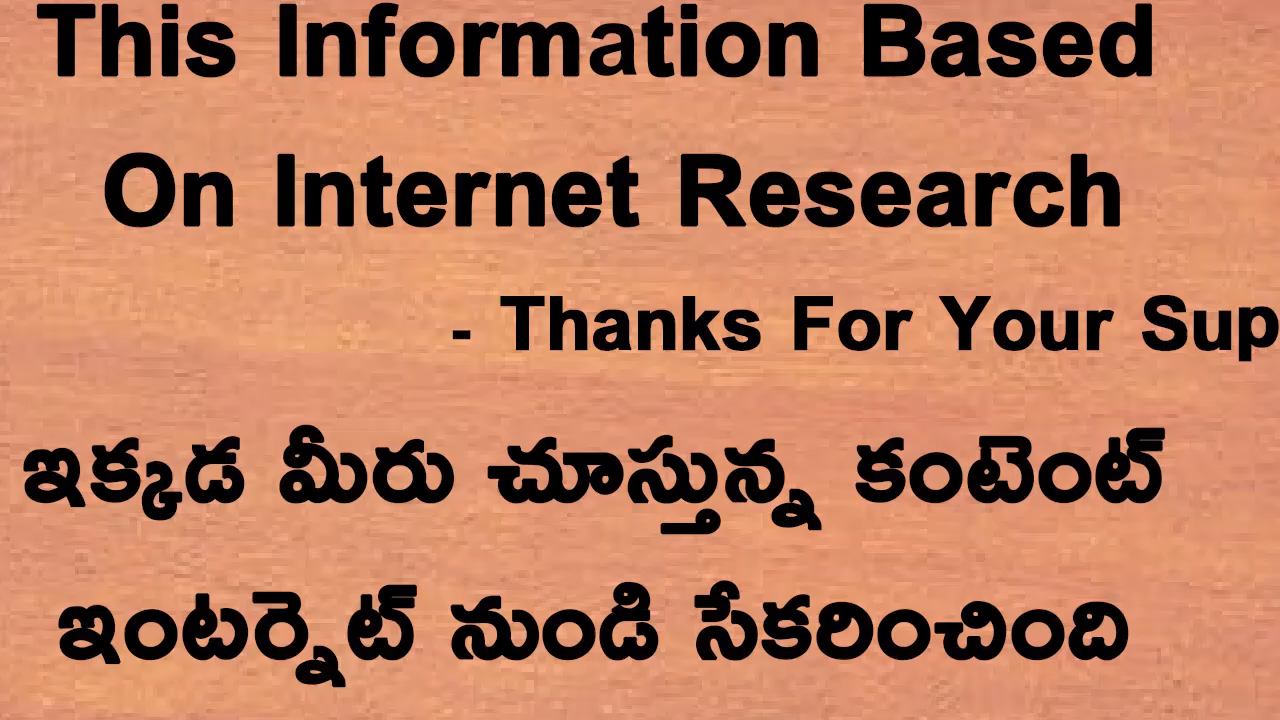 This Information Based
On Internet Research
- Thanks For Your Sup
ఇక్కడ మీరు చూస్తున్న కంటెంట్
ఇంటర్నెట్ నుండి సేకరించింది